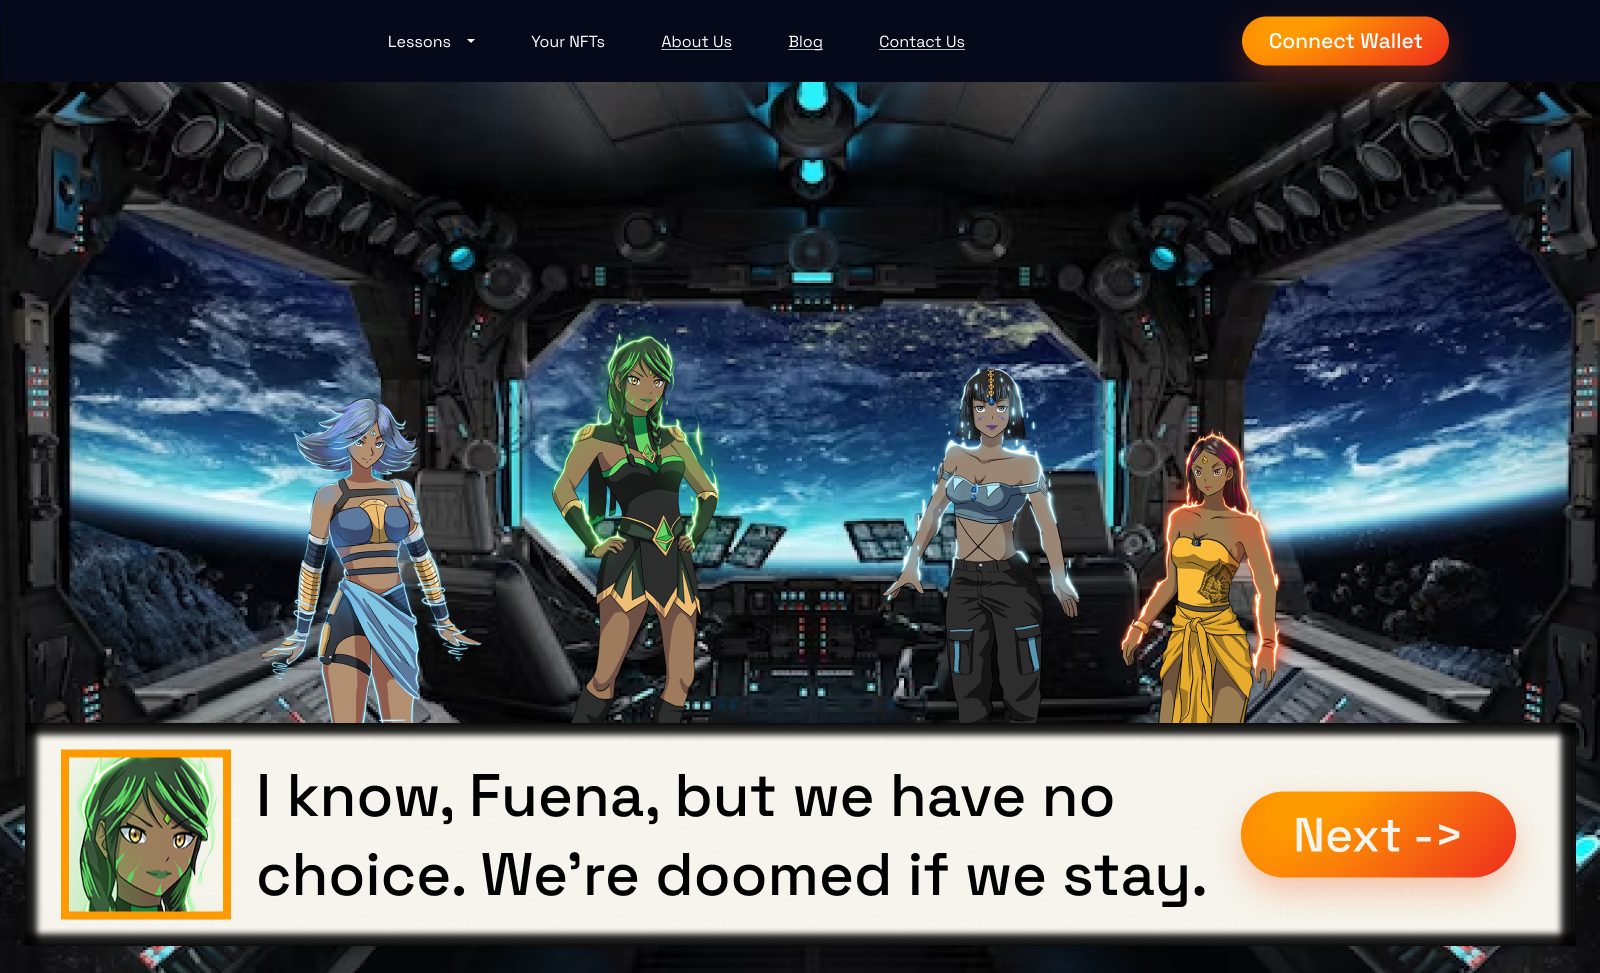 Lessons
Your NFTs
About Us
Blog
Contact Us
Connect Wallet
I know, Fuena, but we have no
choice. We're doomed if we stay.
Next ->